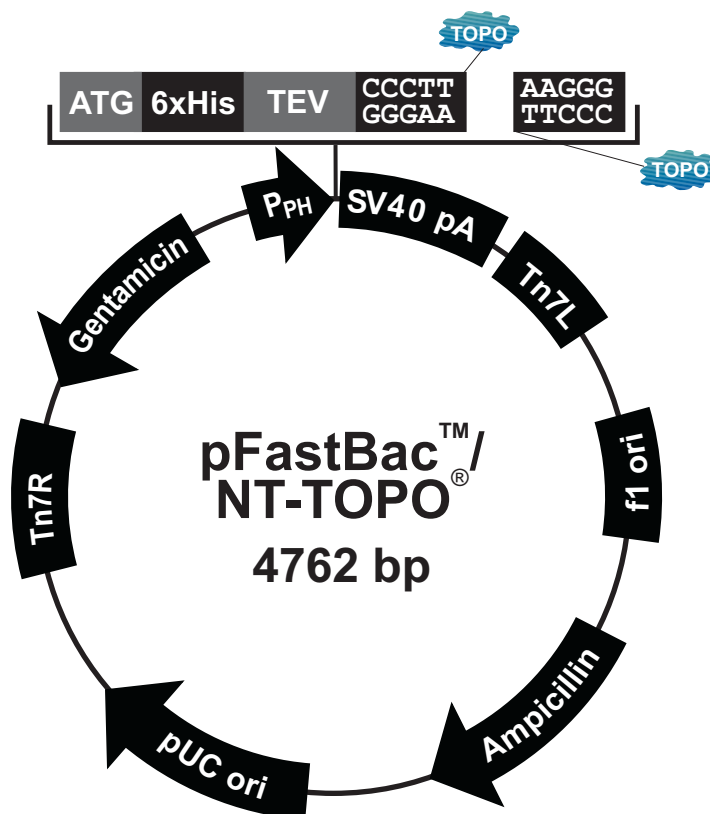 TOPO
ATG 6xHis TEV CCCTT AAGGG
GGGAA TTCCC
TOPO
PPH SV40 pA
Gentamicin Tn7L
Tn7R f1 ori
pFastBac™/
NT-TOPO®
4762 bp
pUC ori Ampicillin